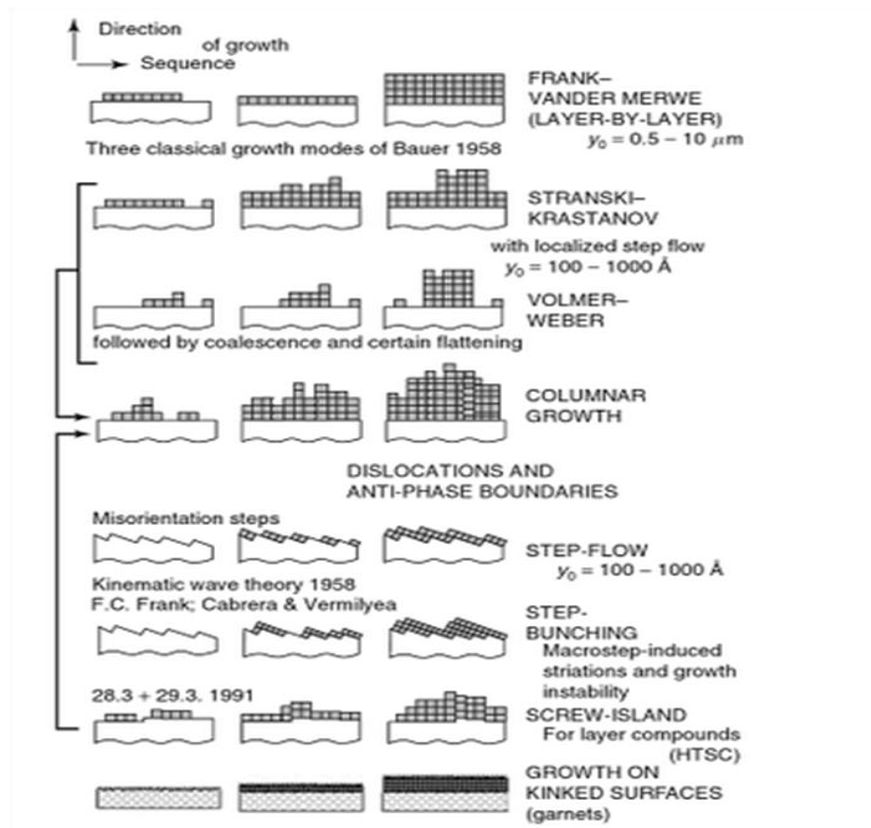 Direction
of growth
Sequence
FRANK–
VANDER MERWE
(LAYER-BY-LAYER)
y₀ = 0.5 – 10 μm
Three classical growth modes of Bauer 1958
STRANSKI–
KRASTANOV
with localized step flow
y₀ = 100 – 1000 Å
VOLMER–
WEBER
followed by coalescence and certain flattening
COLUMNAR
GROWTH
DISLOCATIONS AND
ANTI-PHASE BOUNDARIES
Misorientation steps
STEP-FLOW
y₀ = 100 – 1000 Å
Kinematic wave theory 1958
F.C. Frank; Cabrera & Vermilyea
STEP-
BUNCHING
Macrostep-induced
striations and growth
instability
28.3 + 29.3. 1991
SCREW-ISLAND
For layer compounds
(HTSC)
GROWTH ON
KINKED SURFACES
(garnets)